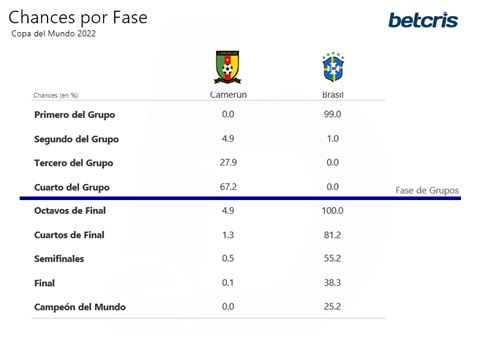 Chances por Fase
Copa del Mundo 2022
betcris
Chances (en %) Camerún Brasil
Primero del Grupo 0.0 99.0
Segundo del Grupo 4.9 1.0
Tercero del Grupo 27.9 0.0
Cuarto del Grupo 67.2 0.0
Fase de Grupos
Octavos de Final 4.9 100.0
Cuartos de Final 1.3 81.2
Semifinales 0.5 55.2
Final 0.1 38.3
Campeón del Mundo 0.0 25.2